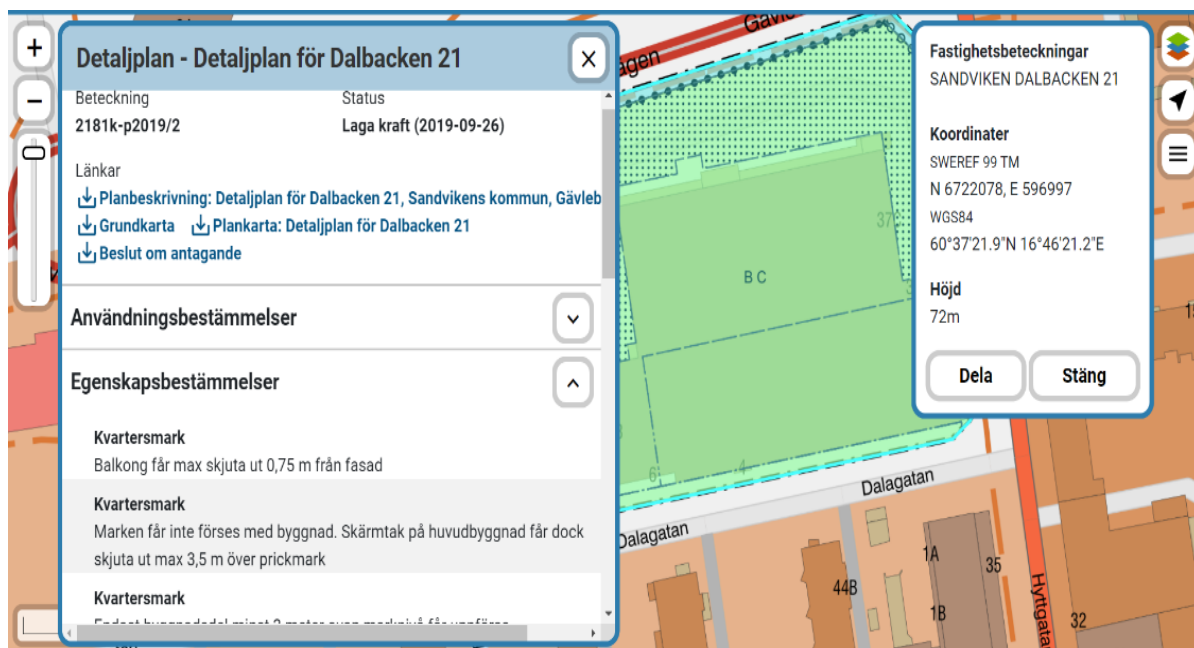 Detaljplan - Detaljplan för Dalbacken 21
Beteckning
Status
2181k-p2019/2
Laga kraft (2019-09-26)
Länkar
Planbeskrivning: Detaljplan för Dalbacken 21, Sandvikens kommun, Gävleb
Grundkarta
Plankarta: Detaljplan för Dalbacken 21
Beslut om antagande
Användningsbestämmelser
Egenskapsbestämmelser
Kvartersmark
Balkong får max skjuta ut 0,75 m från fasad
Kvartersmark
Marken får inte förses med byggnad. Skärmtak på huvudbyggnad får dock
skjuta ut max 3,5 m över prickmark
Kvartersmark
B C
Dalagatan
Dalagatan
1A
35
44B
1B
32
Hyttgata
Fastighetsbeteckningar
SANDVIKEN DALBACKEN 21
Koordinater
SWEREF 99 TM
N 6722078, E 596997
WGS84
60°37'21.9"N 16°46'21.2"E
Höjd
72m
Dela
Stäng